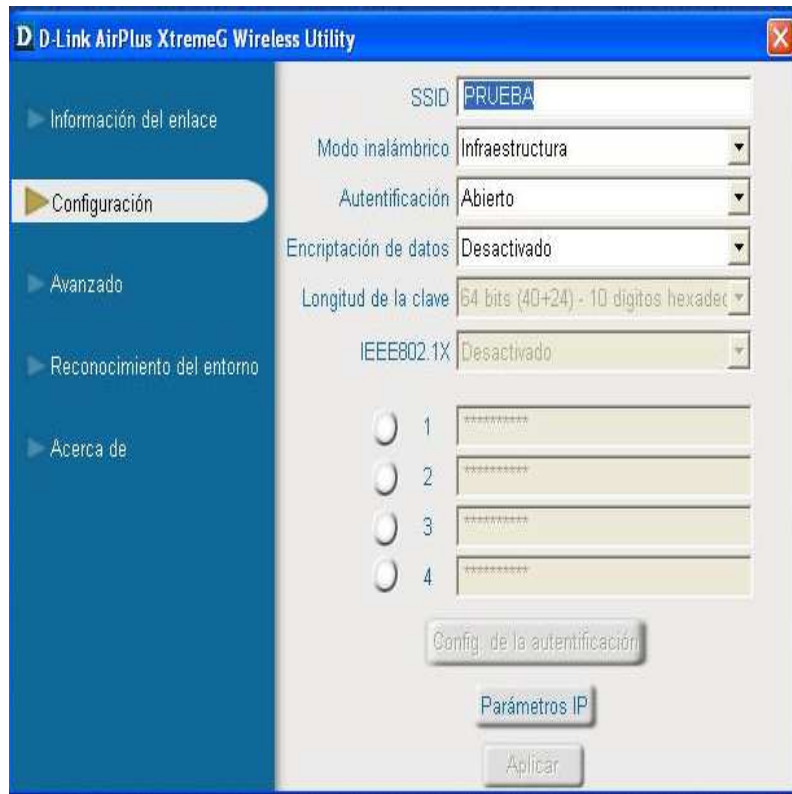 D D-Link AirPlus XtremeG Wireless Utility
Información del enlace
Configuración
Avanzado
Reconocimiento del entorno
Acerca de
SSID PRUEBA
Modo inalámbrico Infraestructura
Autentificación Abierto
Encriptación de datos Desactivado
Longitud de la clave 64 bits (40+24) - 10 digitos hexadec
IEEE802.1X Desactivado
1 **********
2 **********
3 **********
4 **********
Config. de la autentificación
Parámetros IP
Aplicar